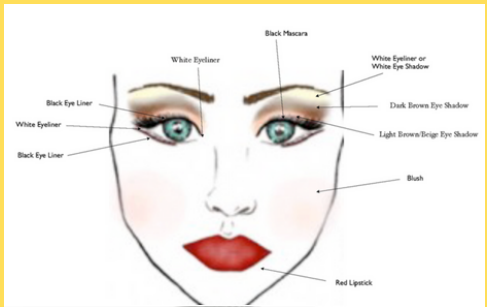 Black Mascara
White Eyeliner
White Eyeliner or
White Eye Shadow
Black Eye Liner
Dark Brown Eye Shadow
White Eyeliner
Light Brown/Beige Eye Shadow
Black Eye Liner
Blush
Red Lipstick